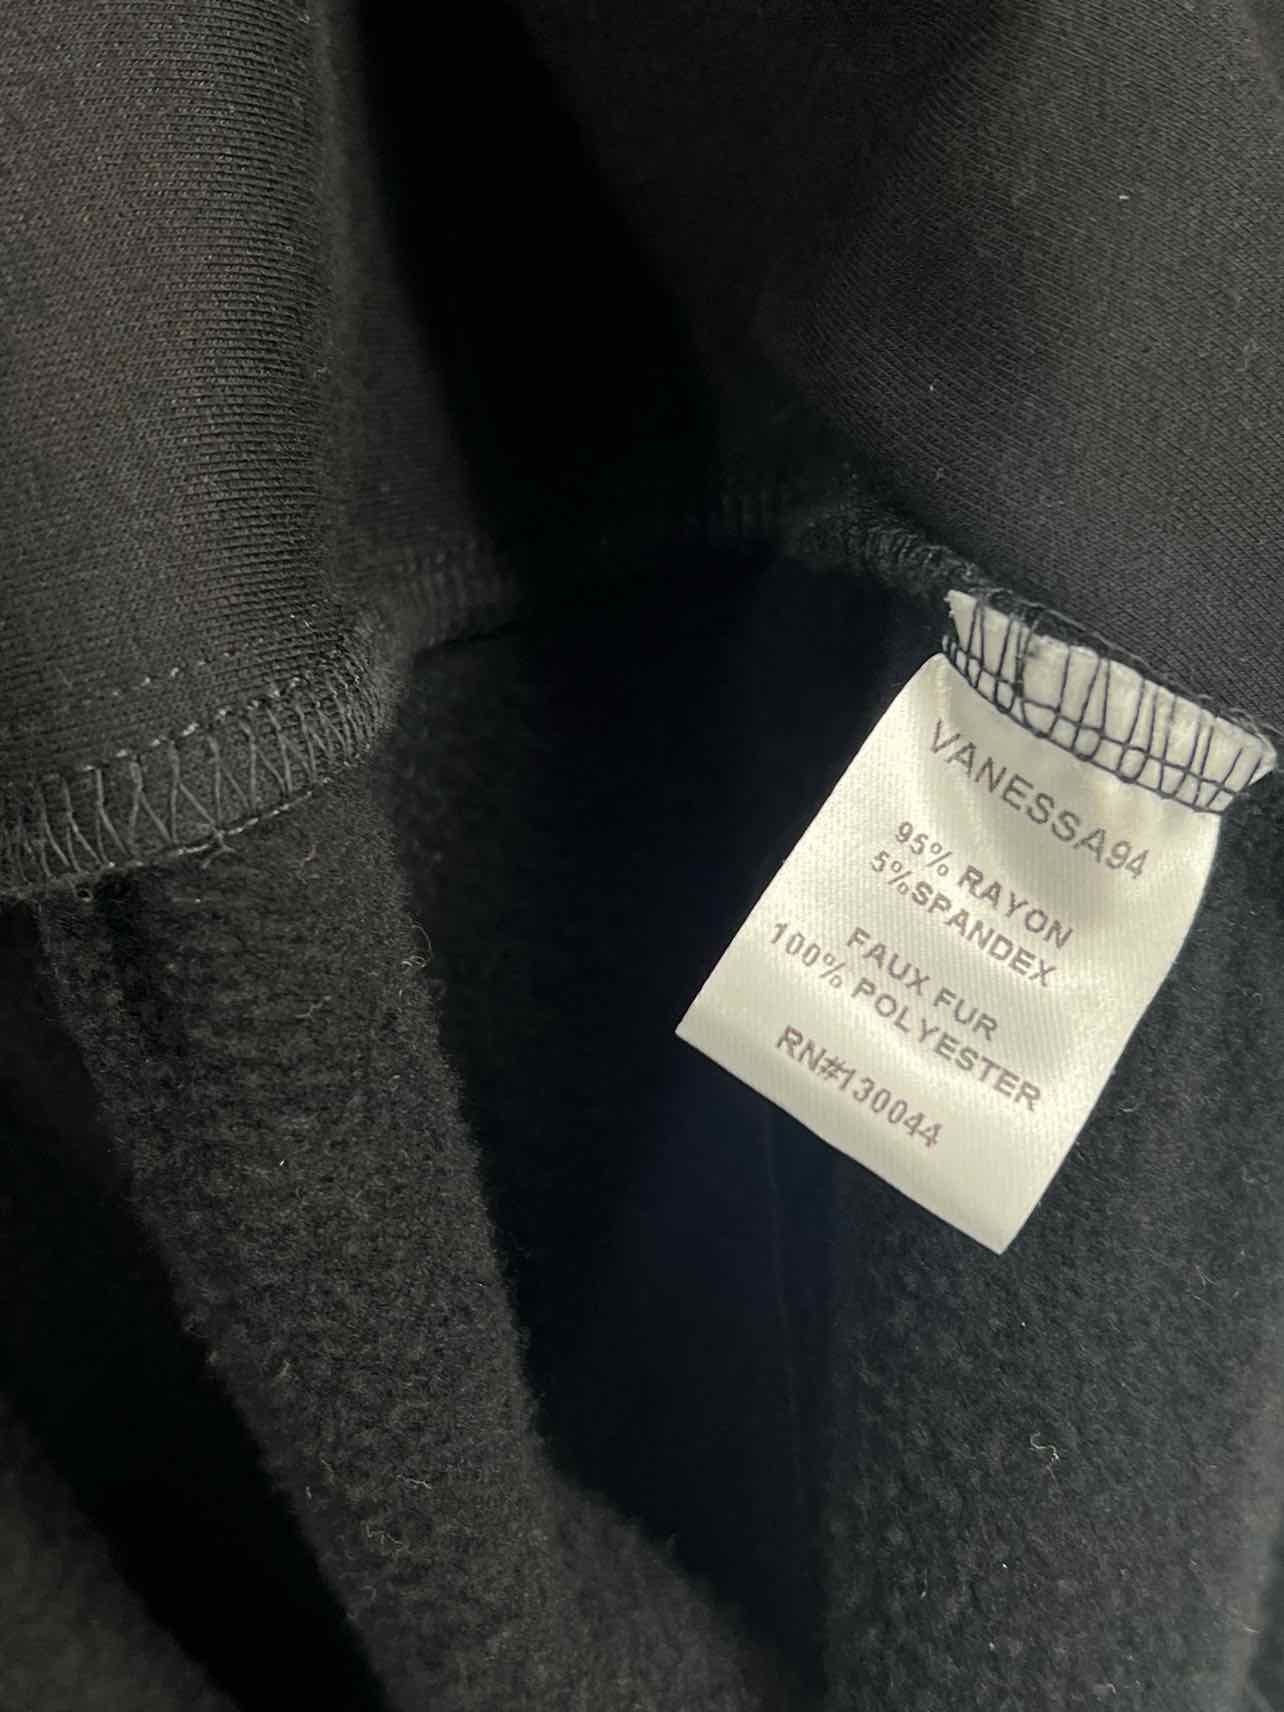 VANESSA94
95% RAYON
5%SPANDEX
FAUX FUR
100% POLYESTER
RN#130044